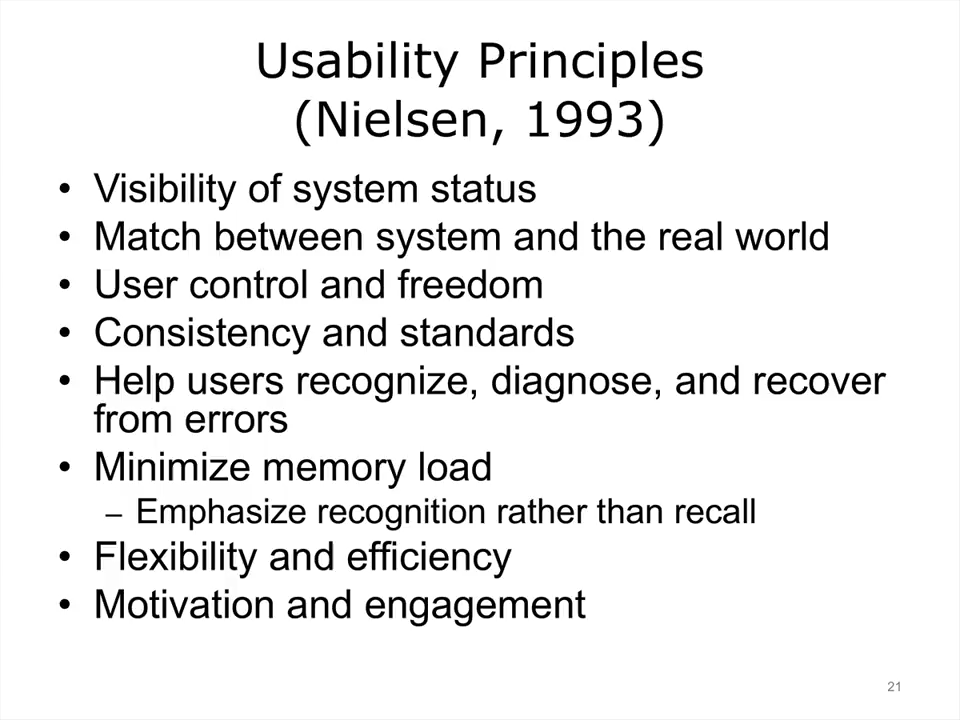 Usability Principles
(Nielsen, 1993)
• Visibility of system status
• Match between system and the real world
• User control and freedom
• Consistency and standards
• Help users recognize, diagnose, and recover
from errors
• Minimize memory load
– Emphasize recognition rather than recall
• Flexibility and efficiency
• Motivation and engagement
21